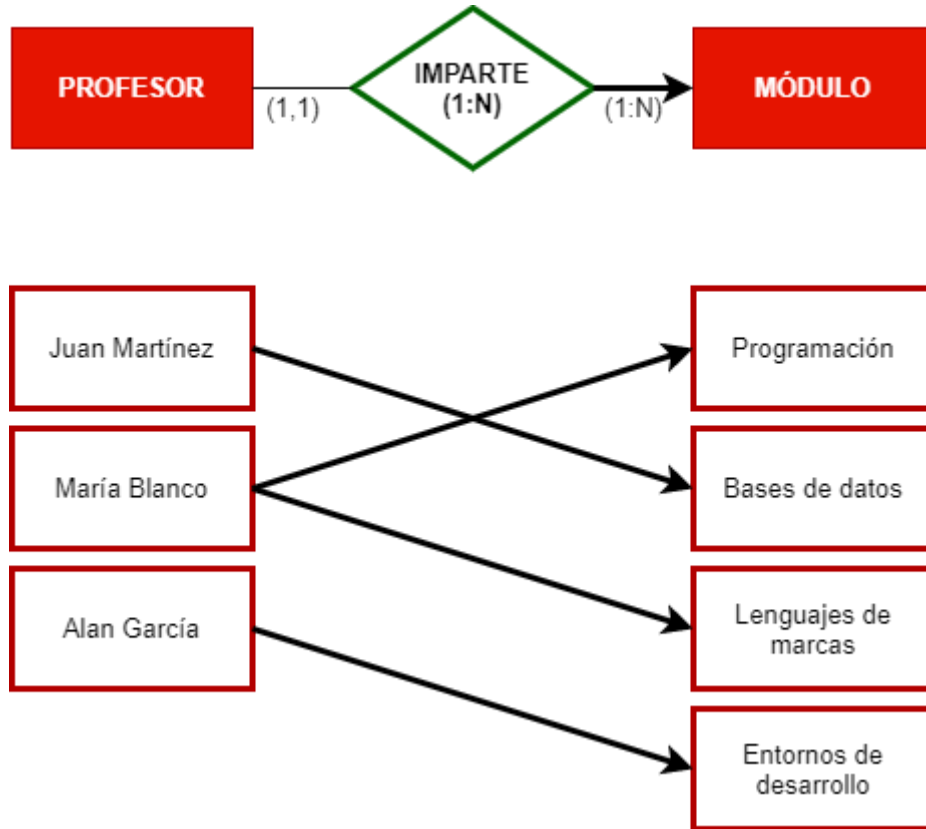 PROFESOR
(1,1)
IMPARTE
(1:N)
(1:N)
MÓDULO
Juan Martínez
Programación
María Blanco
Bases de datos
Alan García
Lenguajes de
marcas
Entornos de
desarrollo